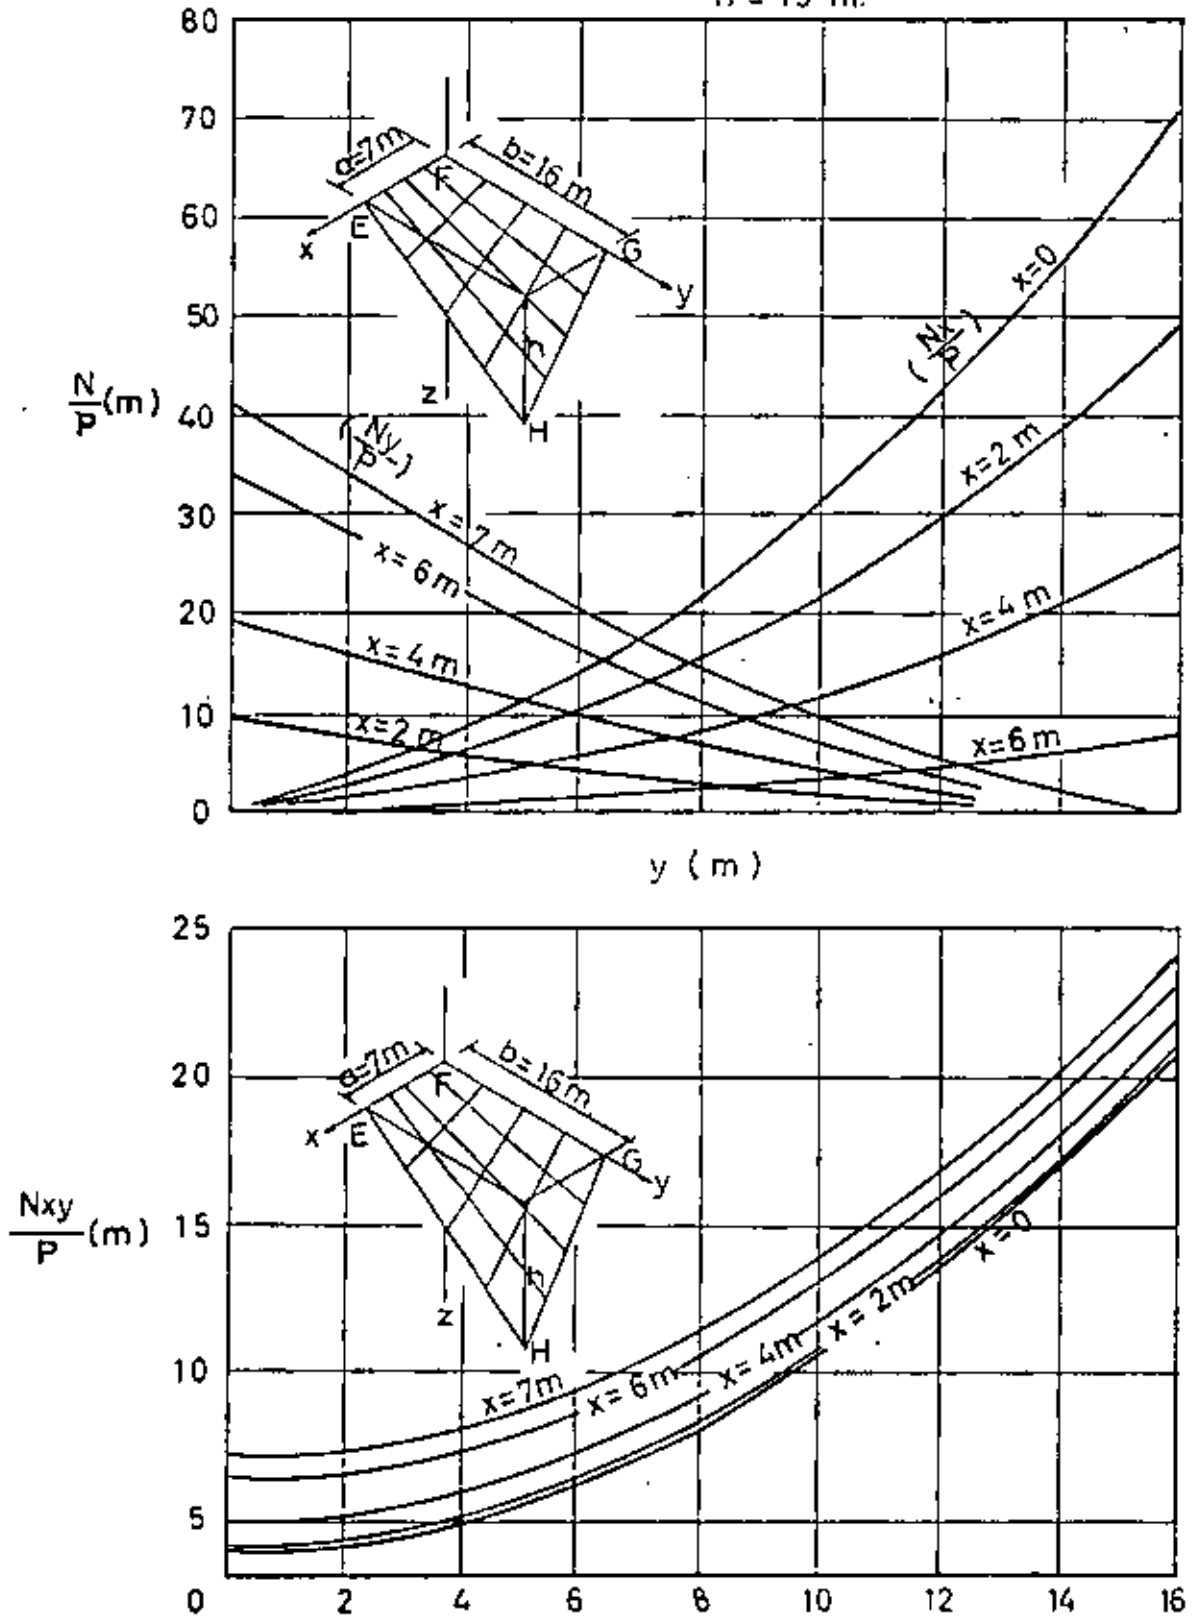 h = 15 m.
80
70
60
50
40
30
20
10
0
N/P (m)
a=7m
b=16 m
F
E
G
x
y
z
h
H
(Nx/P)
x=0
x=2 m
x=4 m
x=6 m
(Ny/P)
x=7 m
x=6 m
x=4 m
x=2 m
y (m)
25
20
15
10
5
0
Nxy/P (m)
a=7m
b=16 m
F
E
G
x
y
z
h
H
x=7m
x=6m
x=4m
x=2m
x=0
2
4
6
8
10
12
14
16